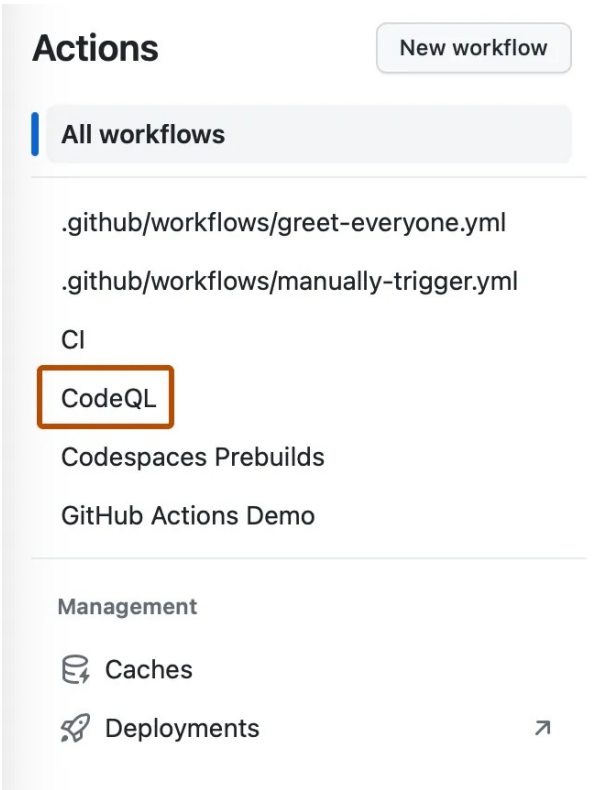 Actions
New workflow
All workflows
.github/workflows/greet-everyone.yml
.github/workflows/manually-trigger.yml
CI
CodeQL
Codespaces Prebuilds
GitHub Actions Demo
Management
Caches
Deployments